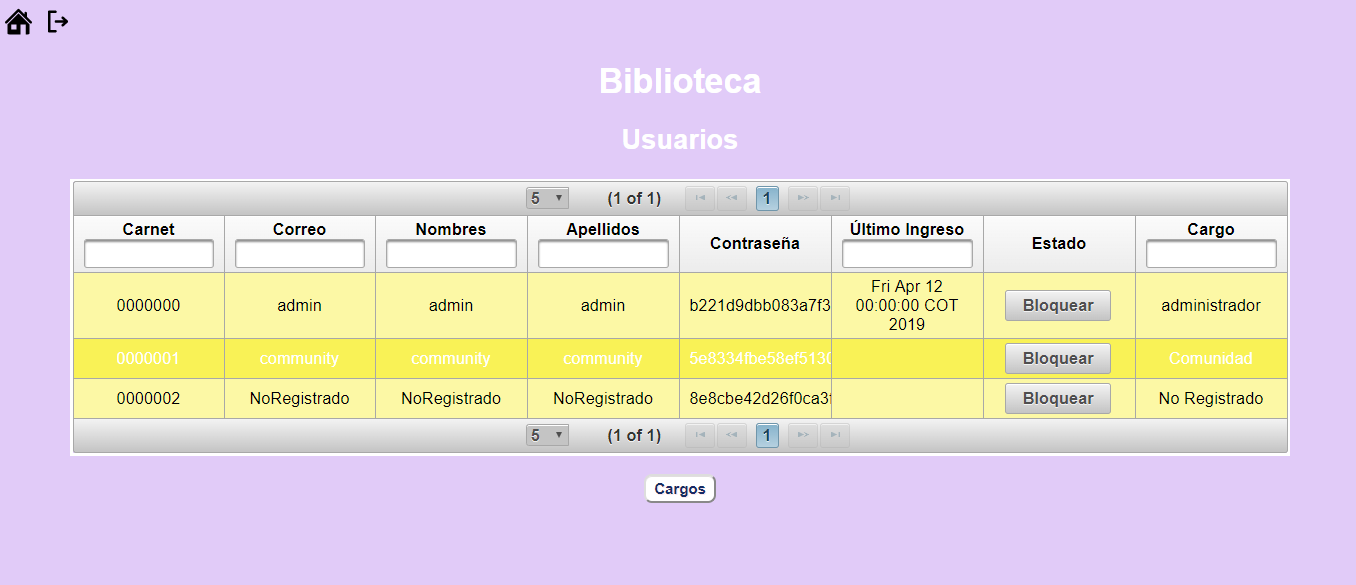 Biblioteca
Usuarios
5 (1 of 1) 1
Carnet Correo Nombres Apellidos Contraseña Último Ingreso Estado Cargo
0000000 admin admin admin b221d9dbb083a7f3 Fri Apr 12 00:00:00 COT 2019 Bloquear administrador
0000001 community community community 5e8334fbe58ef5130 Bloquear Comunidad
0000002 NoRegistrado NoRegistrado NoRegistrado 8e8cbe42d26f0ca3 Bloquear No Registrado
5 (1 of 1) 1
Cargos